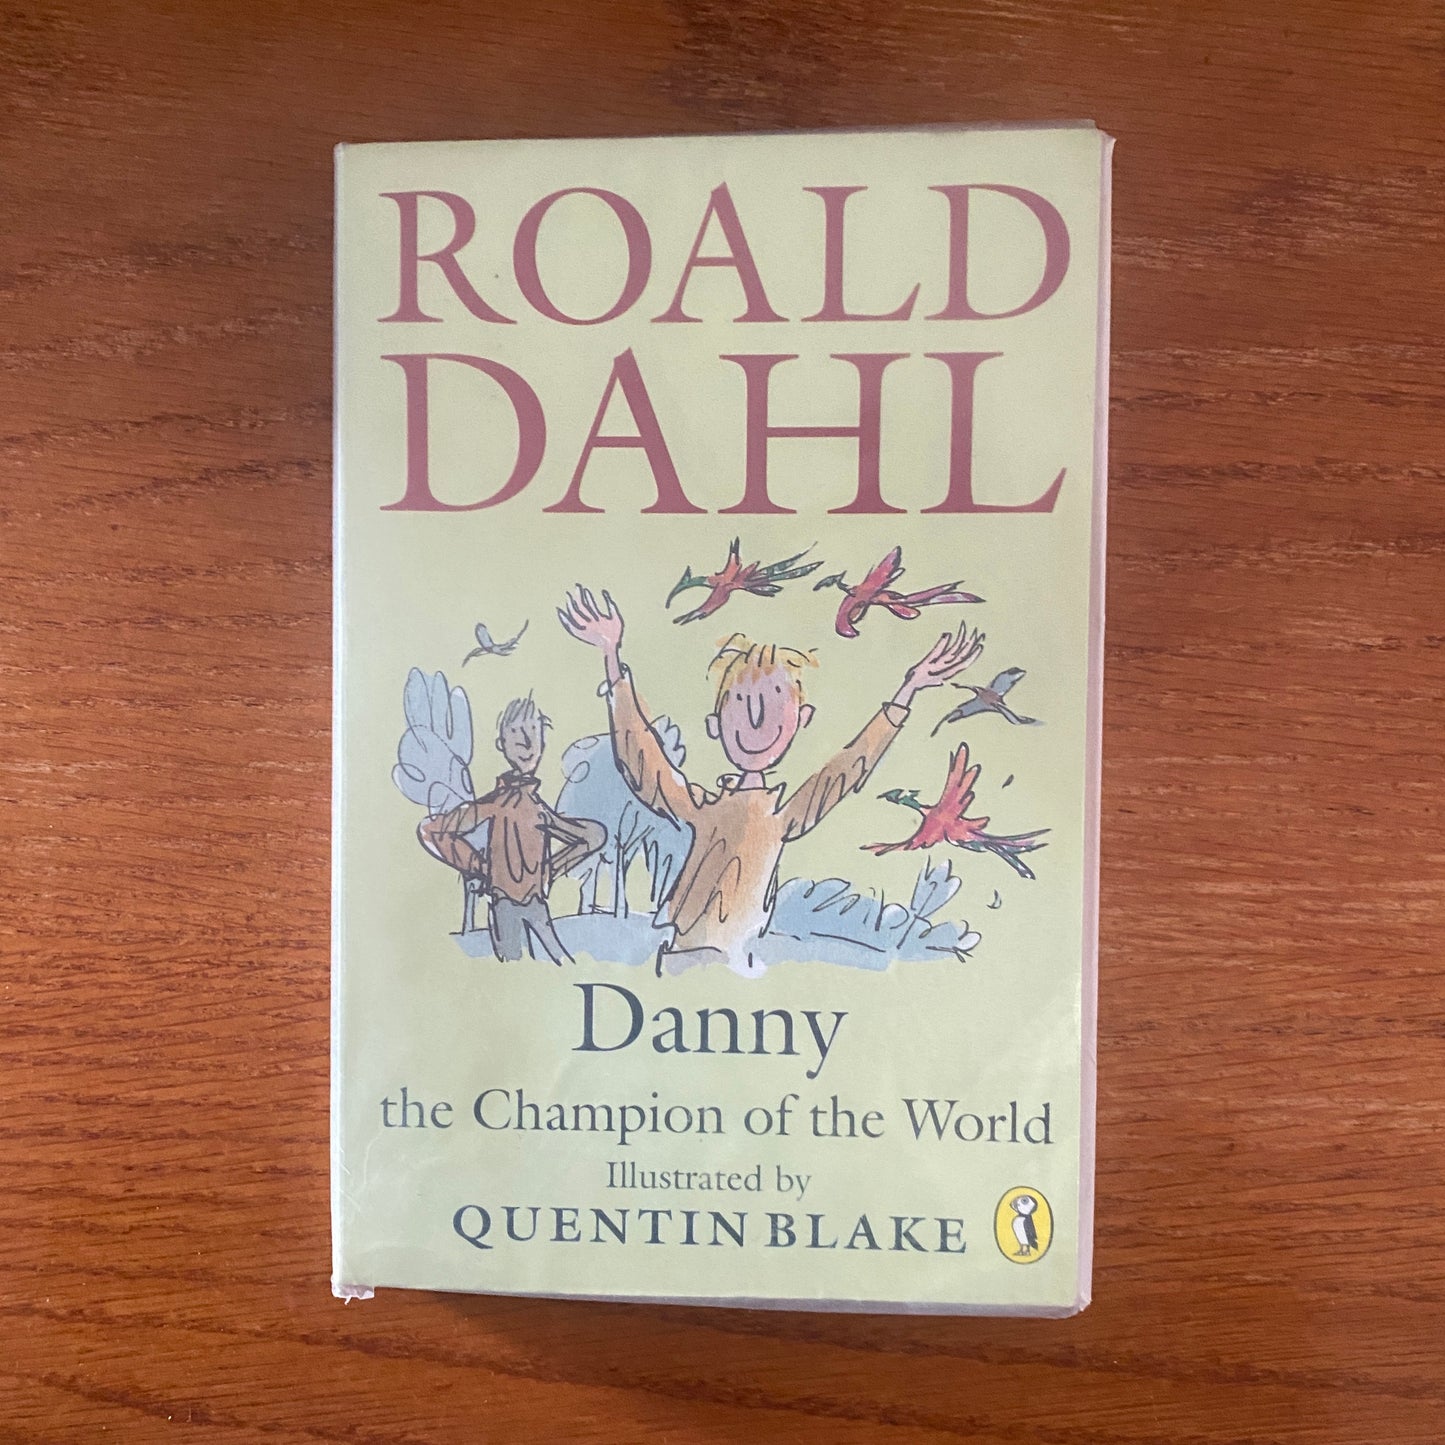 ROALD
DAHL
Danny
the Champion of the World
Illustrated by
QUENTIN BLAKE